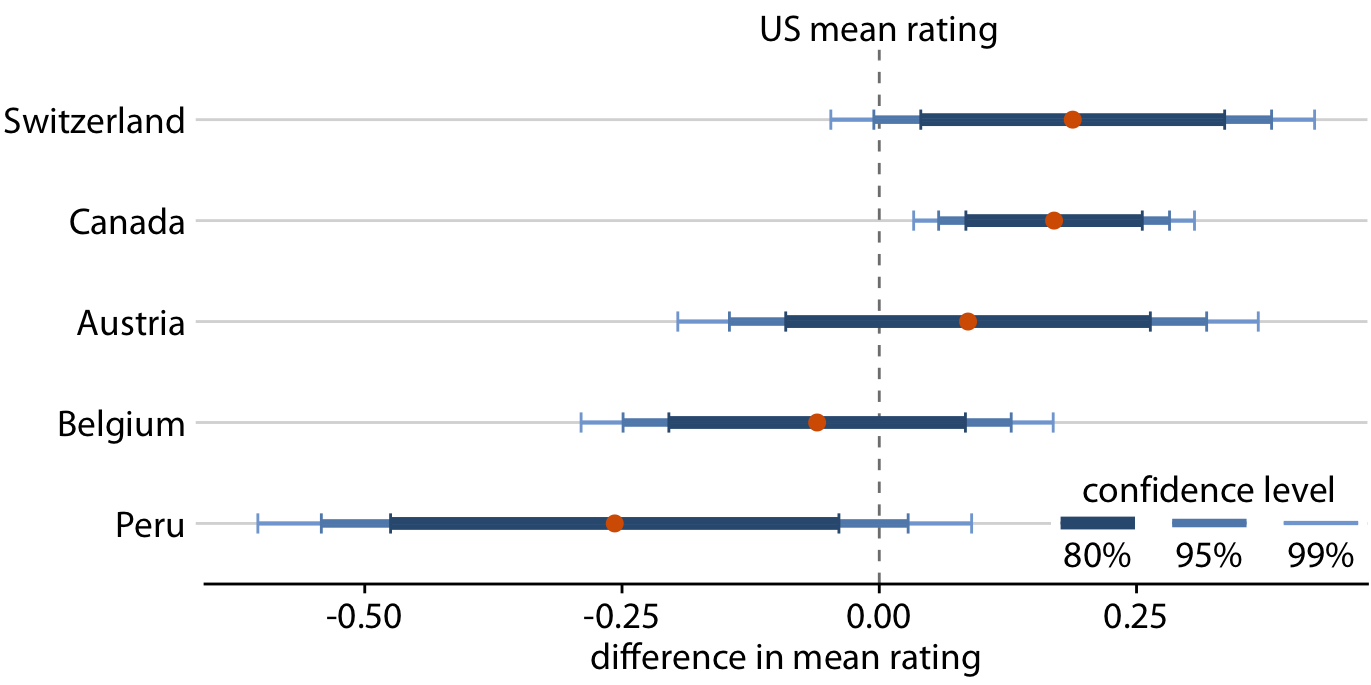 US mean rating
Switzerland
Canada
Austria
Belgium
Peru
confidence level
80% 95% 99%
-0.50 -0.25 0.00 0.25
difference in mean rating